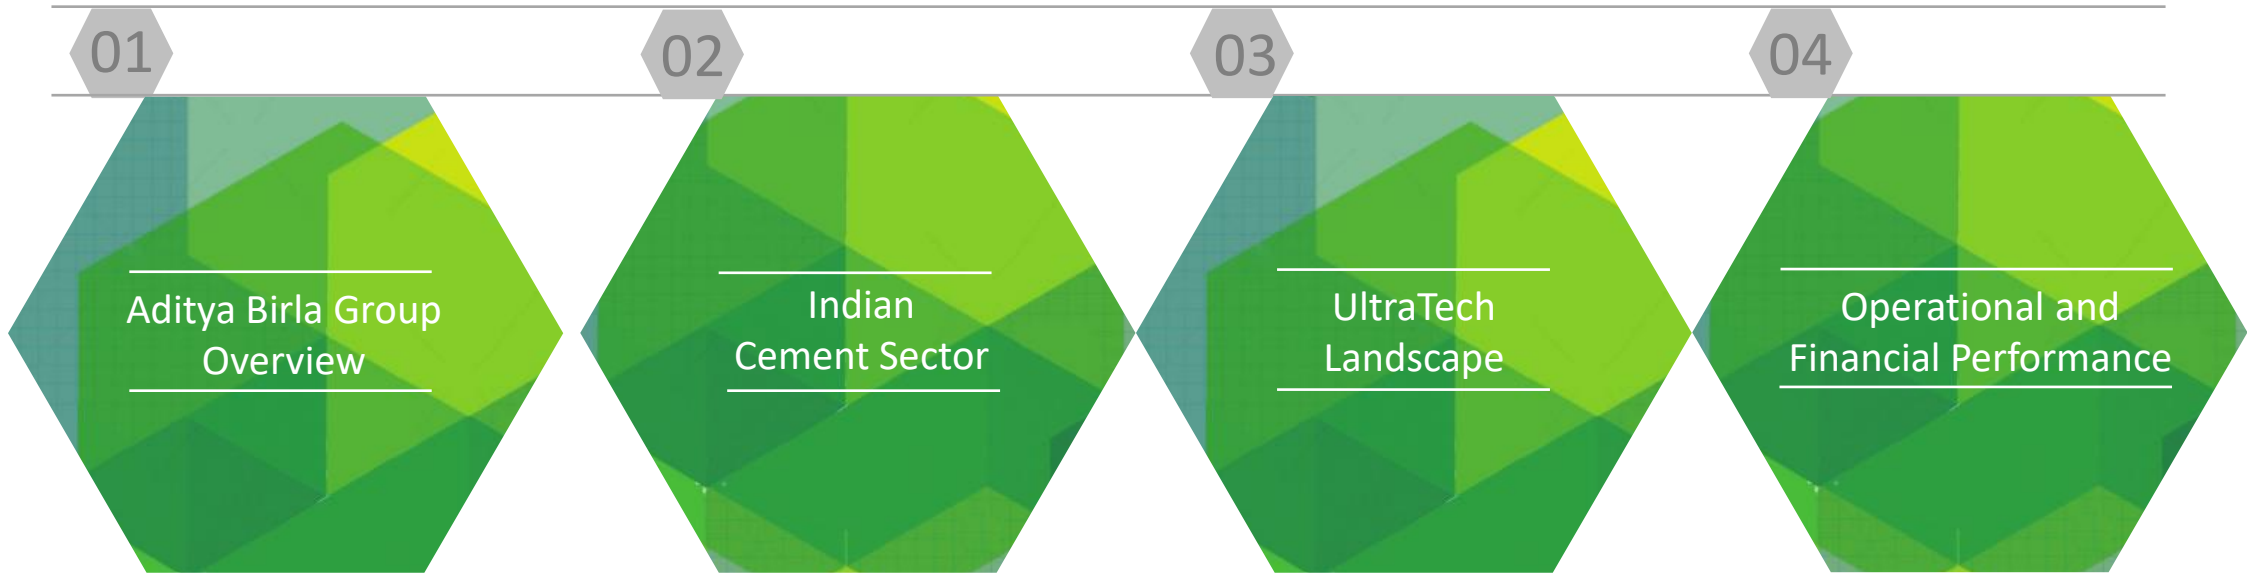 01
02
03
04
Aditya Birla Group
Overview
Indian
Cement Sector
UltraTech
Landscape
Operational and
Financial Performance